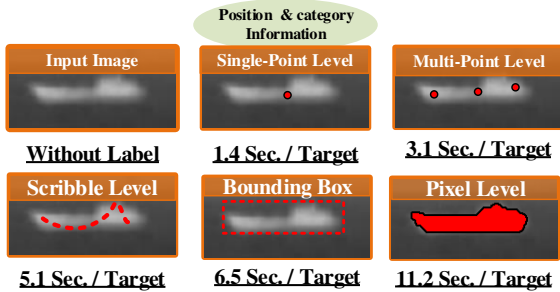 Position & category
Information
Input Image
Single-Point Level
Multi-Point Level
Without Label
1.4 Sec. / Target
3.1 Sec. / Target
Scribble Level
Bounding Box
Pixel Level
5.1 Sec. / Target
6.5 Sec. / Target
11.2 Sec. / Target